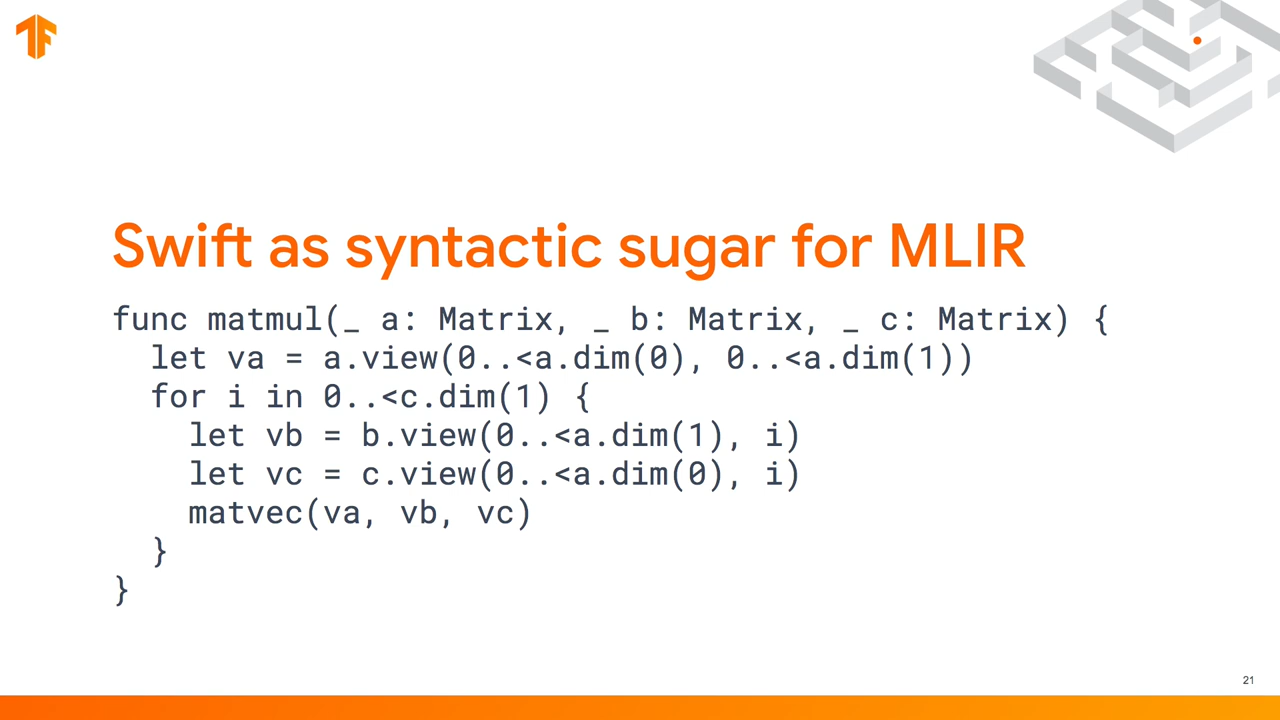 Swift as syntactic sugar for MLIR
func matmul(_ a: Matrix, _ b: Matrix, _ c: Matrix) {
  let va = a.view(0..<a.dim(0), 0..<a.dim(1))
  for i in 0..<c.dim(1) {
    let vb = b.view(0..<a.dim(1), i)
    let vc = c.view(0..<a.dim(0), i)
    matvec(va, vb, vc)
  }
}
21